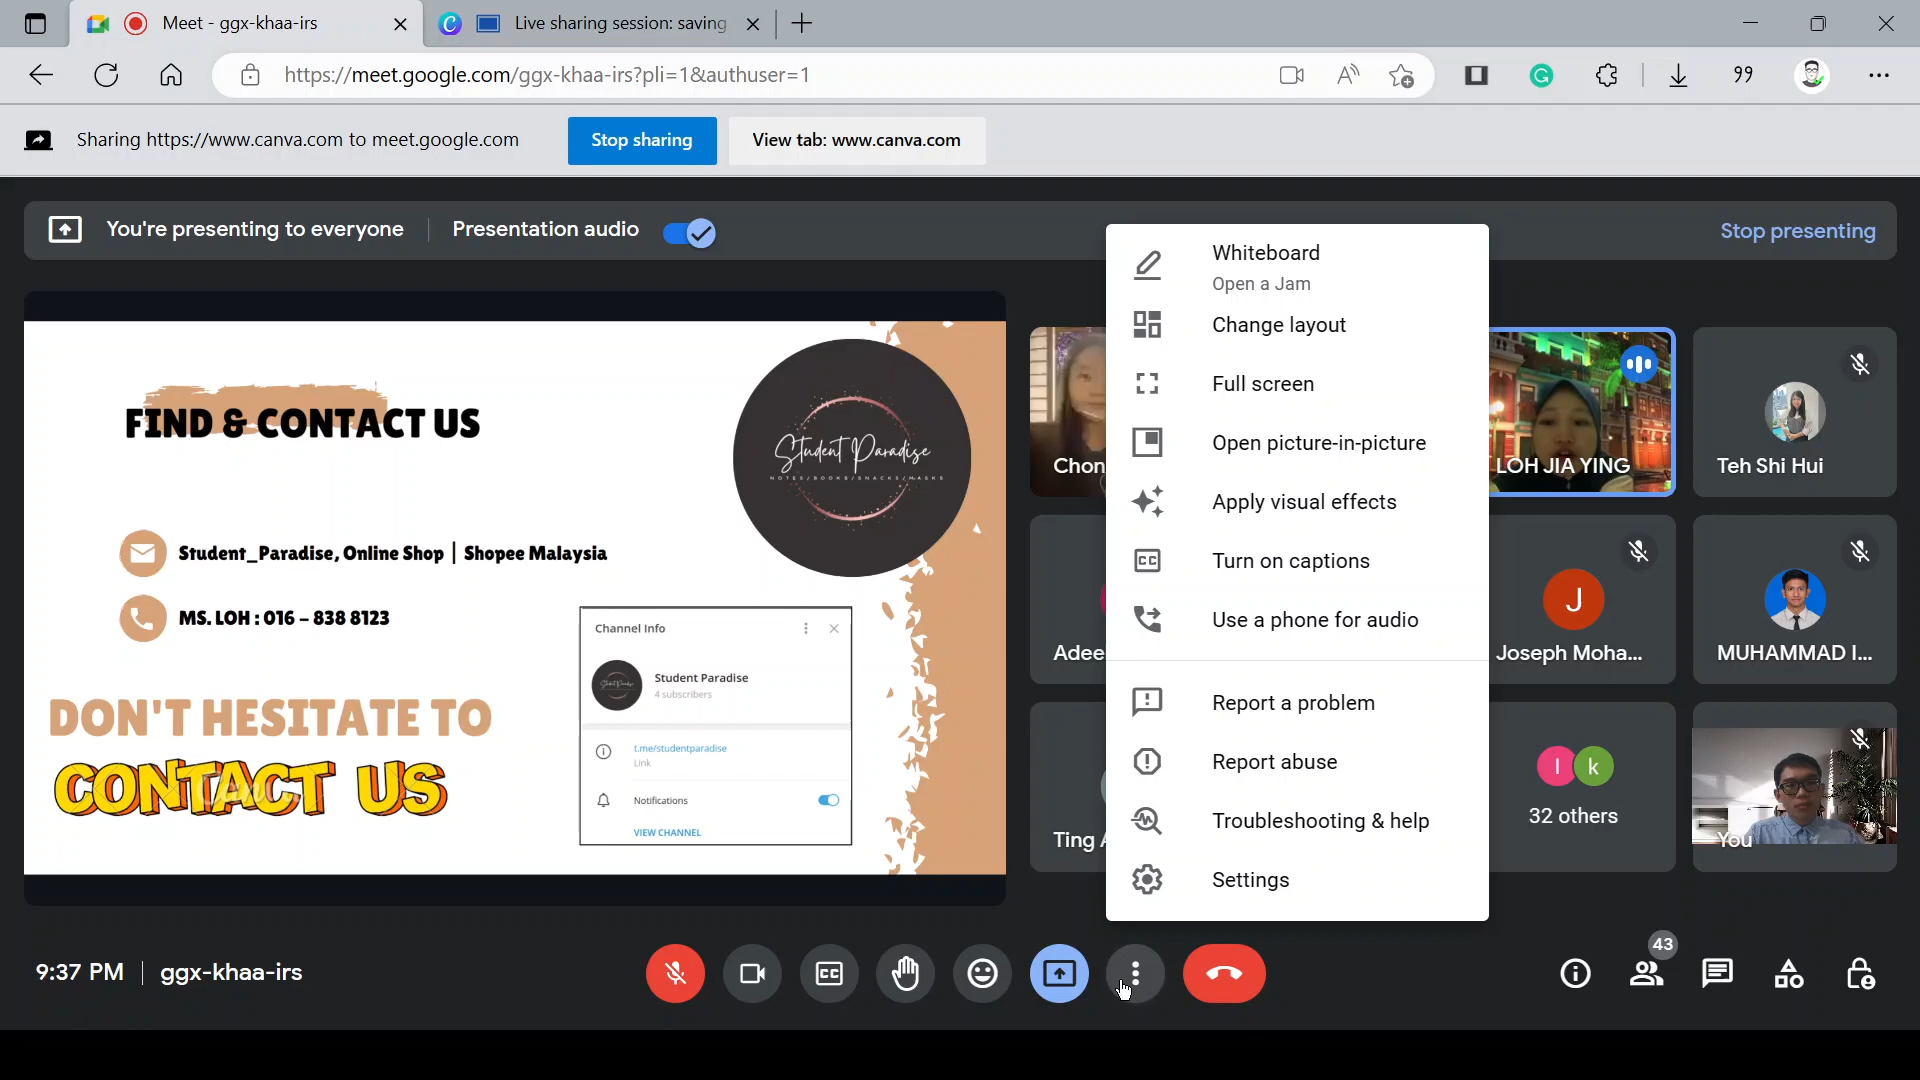 Meet - ggx-khaa-irs
Live sharing session: saving
https://meet.google.com/ggx-khaa-irs?pli=1&authuser=1
Sharing https://www.canva.com to meet.google.com
Stop sharing
View tab: www.canva.com
You're presenting to everyone
Presentation audio
Stop presenting
FIND & CONTACT US
Student Paradise
NOTES/BOOKS/SNACKS/MASKS
Student_Paradise, Online Shop | Shopee Malaysia
MS. LOH : 016 - 838 8123
DON'T HESITATE TO
CONTACT US
Channel Info
Student Paradise
4 subscribers
t.me/studentparadise
Link
Notifications
VIEW CHANNEL
Whiteboard
Open a Jam
Change layout
Full screen
Open picture-in-picture
Apply visual effects
Turn on captions
Use a phone for audio
Report a problem
Report abuse
Troubleshooting & help
Settings
Chon
LOH JIA YING
Teh Shi Hui
Adee
J
Joseph Moha...
MUHAMMAD I...
Ting
I k
32 others
You
9:37 PM
ggx-khaa-irs
CC
43